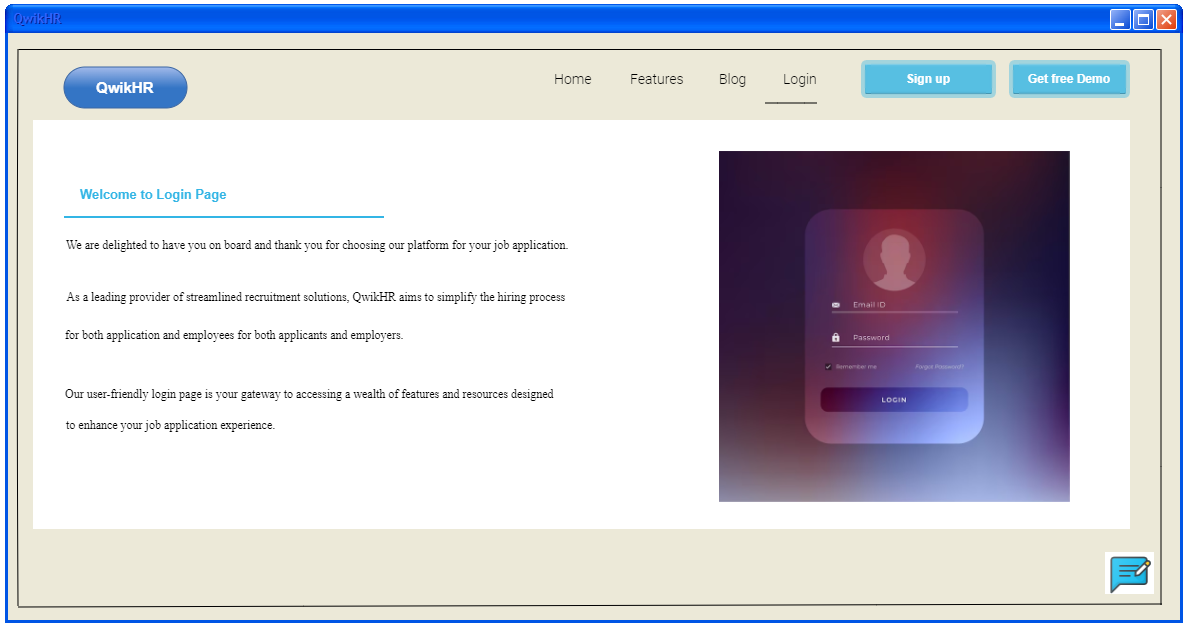 QwikHR
QwikHR
Home Features Blog Login Sign up Get free Demo
Welcome to Login Page
We are delighted to have you on board and thank you for choosing our platform for your job application.
As a leading provider of streamlined recruitment solutions, QwikHR aims to simplify the hiring process
for both application and employees for both applicants and employers.
Our user-friendly login page is your gateway to accessing a wealth of features and resources designed
to enhance your job application experience.
Email ID
Password
Remember me Forgot Password?
LOGIN